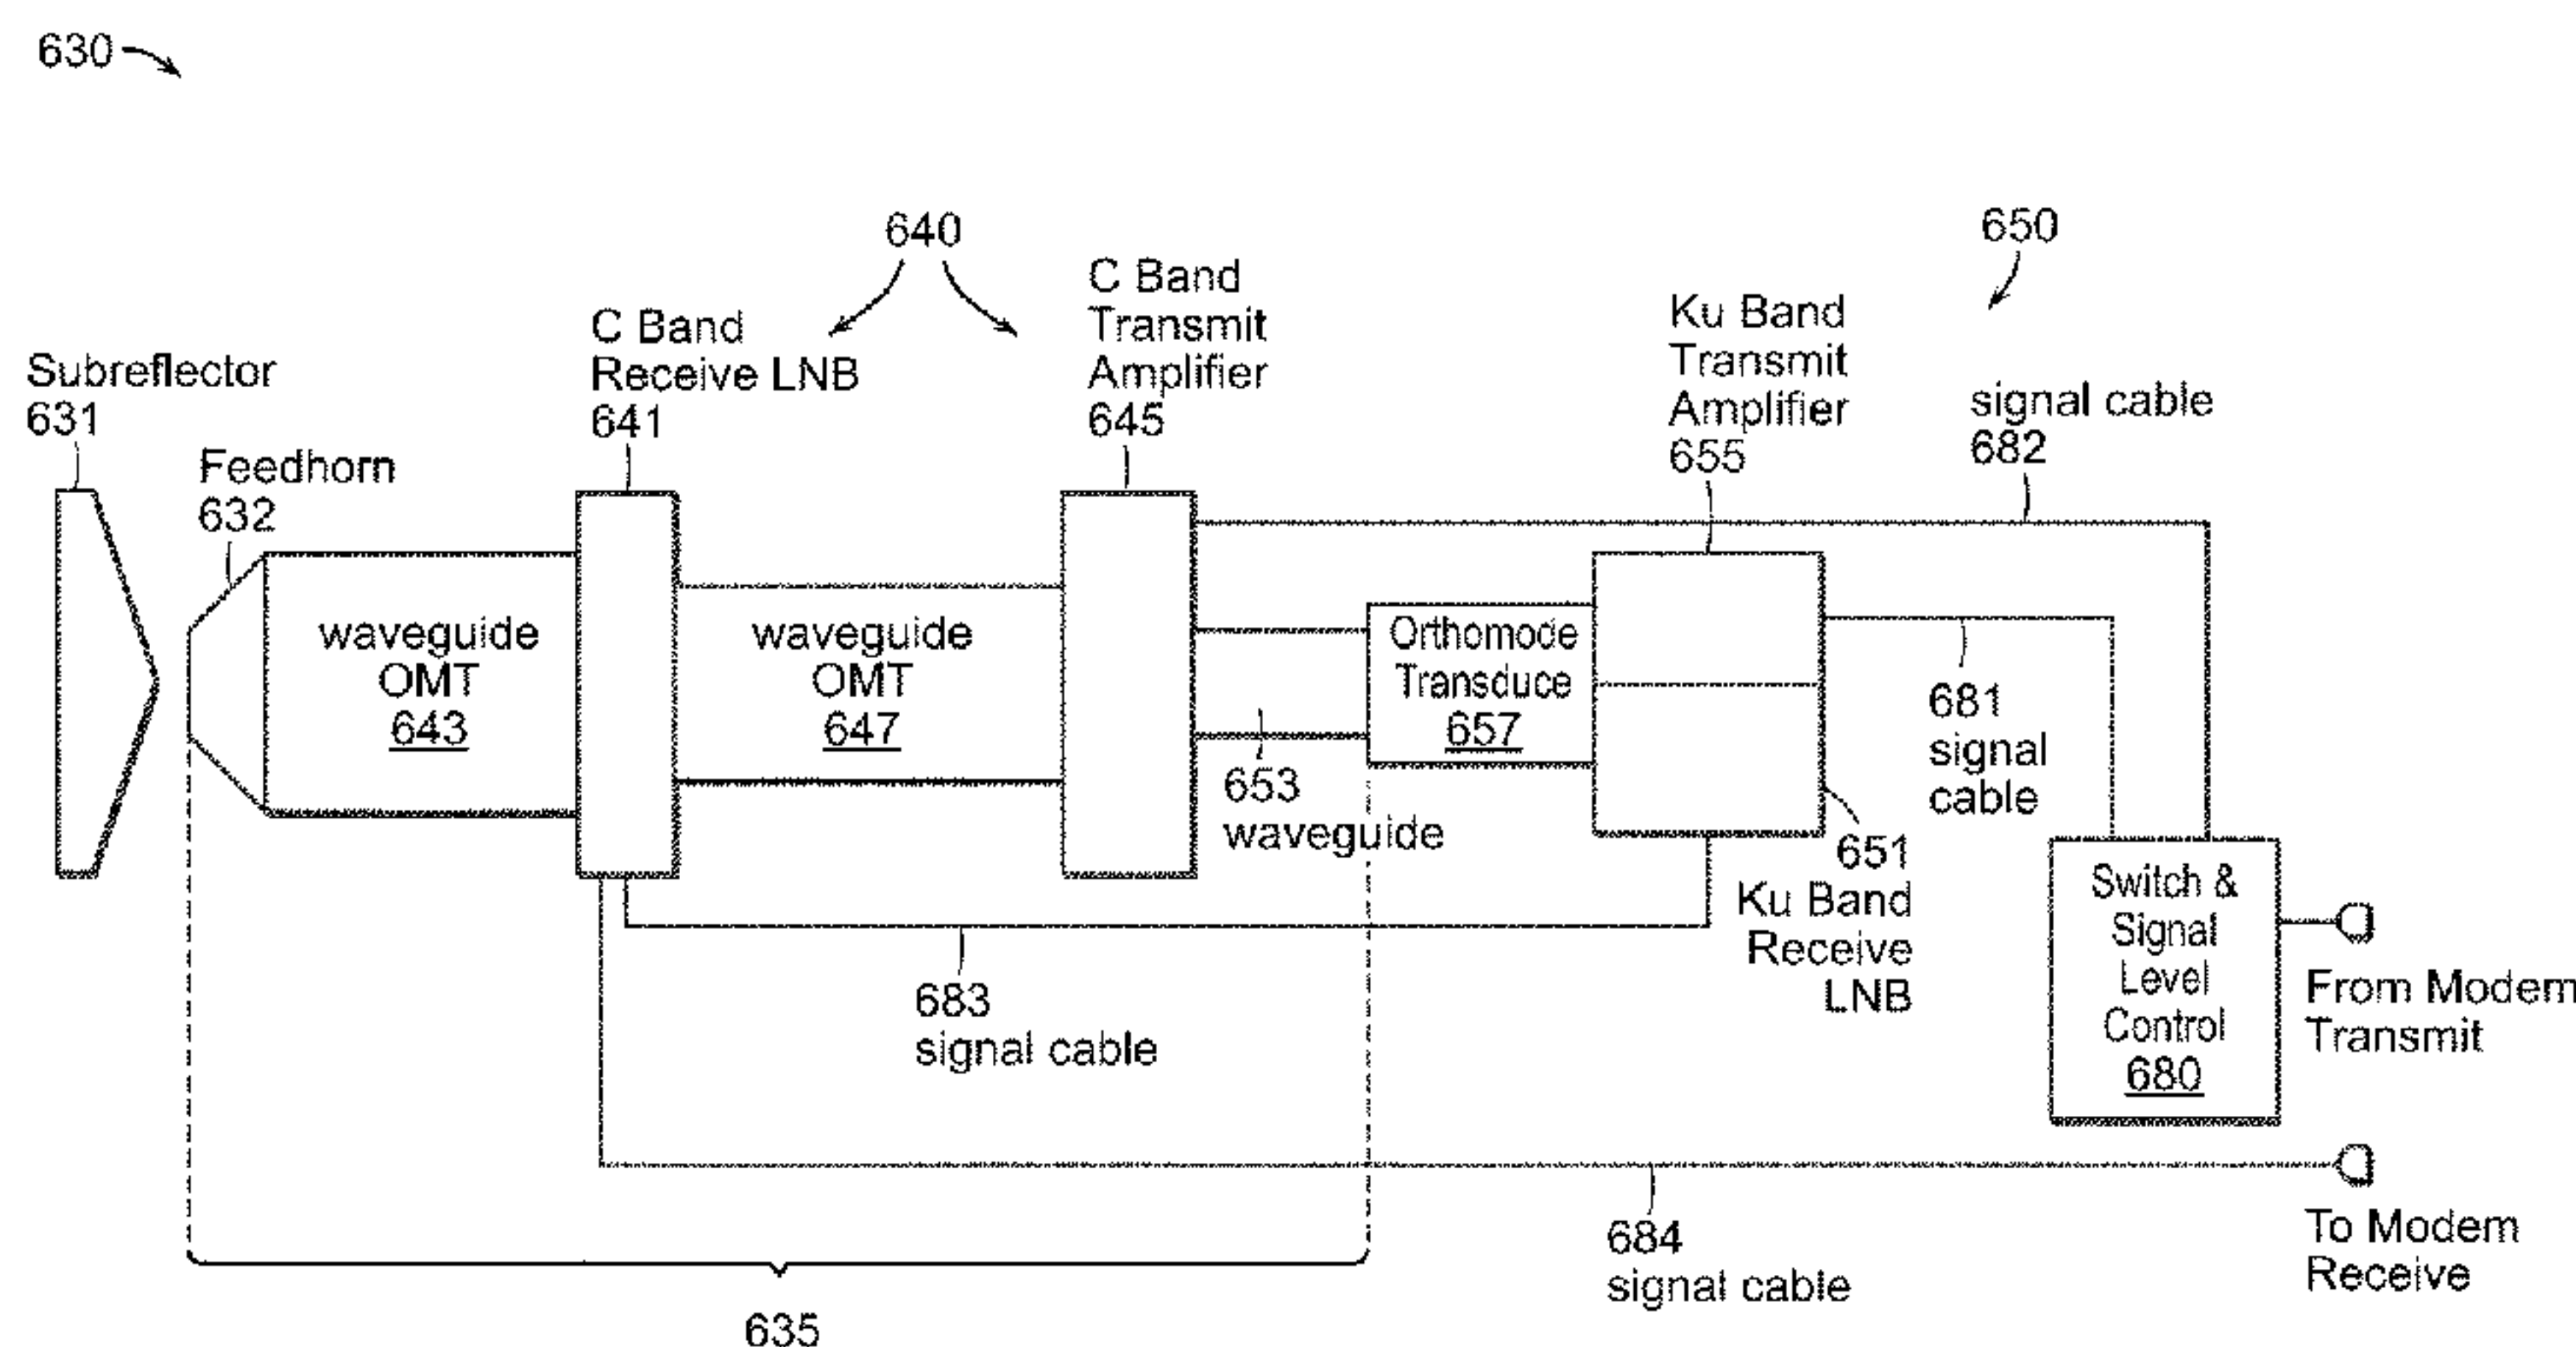 630
640
650
Subreflector
631
Feedhorn
632
C Band
Receive LNB
641
C Band
Transmit
Amplifier
645
Ku Band
Transmit
Amplifier
655
signal cable
682
waveguide
OMT
643
waveguide
OMT
647
Orthomode
Transduce
657
653
waveguide
681
signal
cable
651
Ku Band
Receive
LNB
683
signal cable
Switch &
Signal
Level
Control
680
From Modem
Transmit
684
signal cable
To Modem
Receive
635